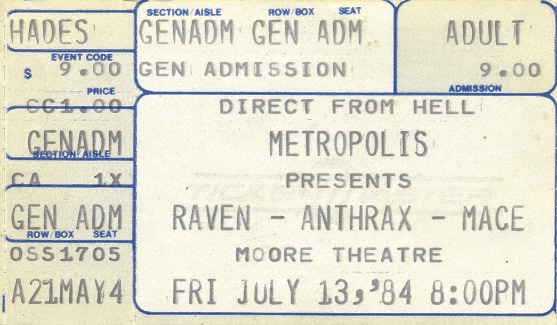 HADES
EVENT CODE
$ 9.00
PRICE
CC1.00
GENADM
SECTION/AISLE
CA 1X
GEN ADM
ROW/BOX SEAT
OSS1705
A21MAY4
SECTION/AISLE ROW/BOX SEAT
GENADM GEN ADM
GEN ADMISSION
ADULT
9.00
ADMISSION
DIRECT FROM HELL
METROPOLIS
PRESENTS
RAVEN - ANTHRAX - MACE
MOORE THEATRE
FRI JULY 13,'84 8:00PM